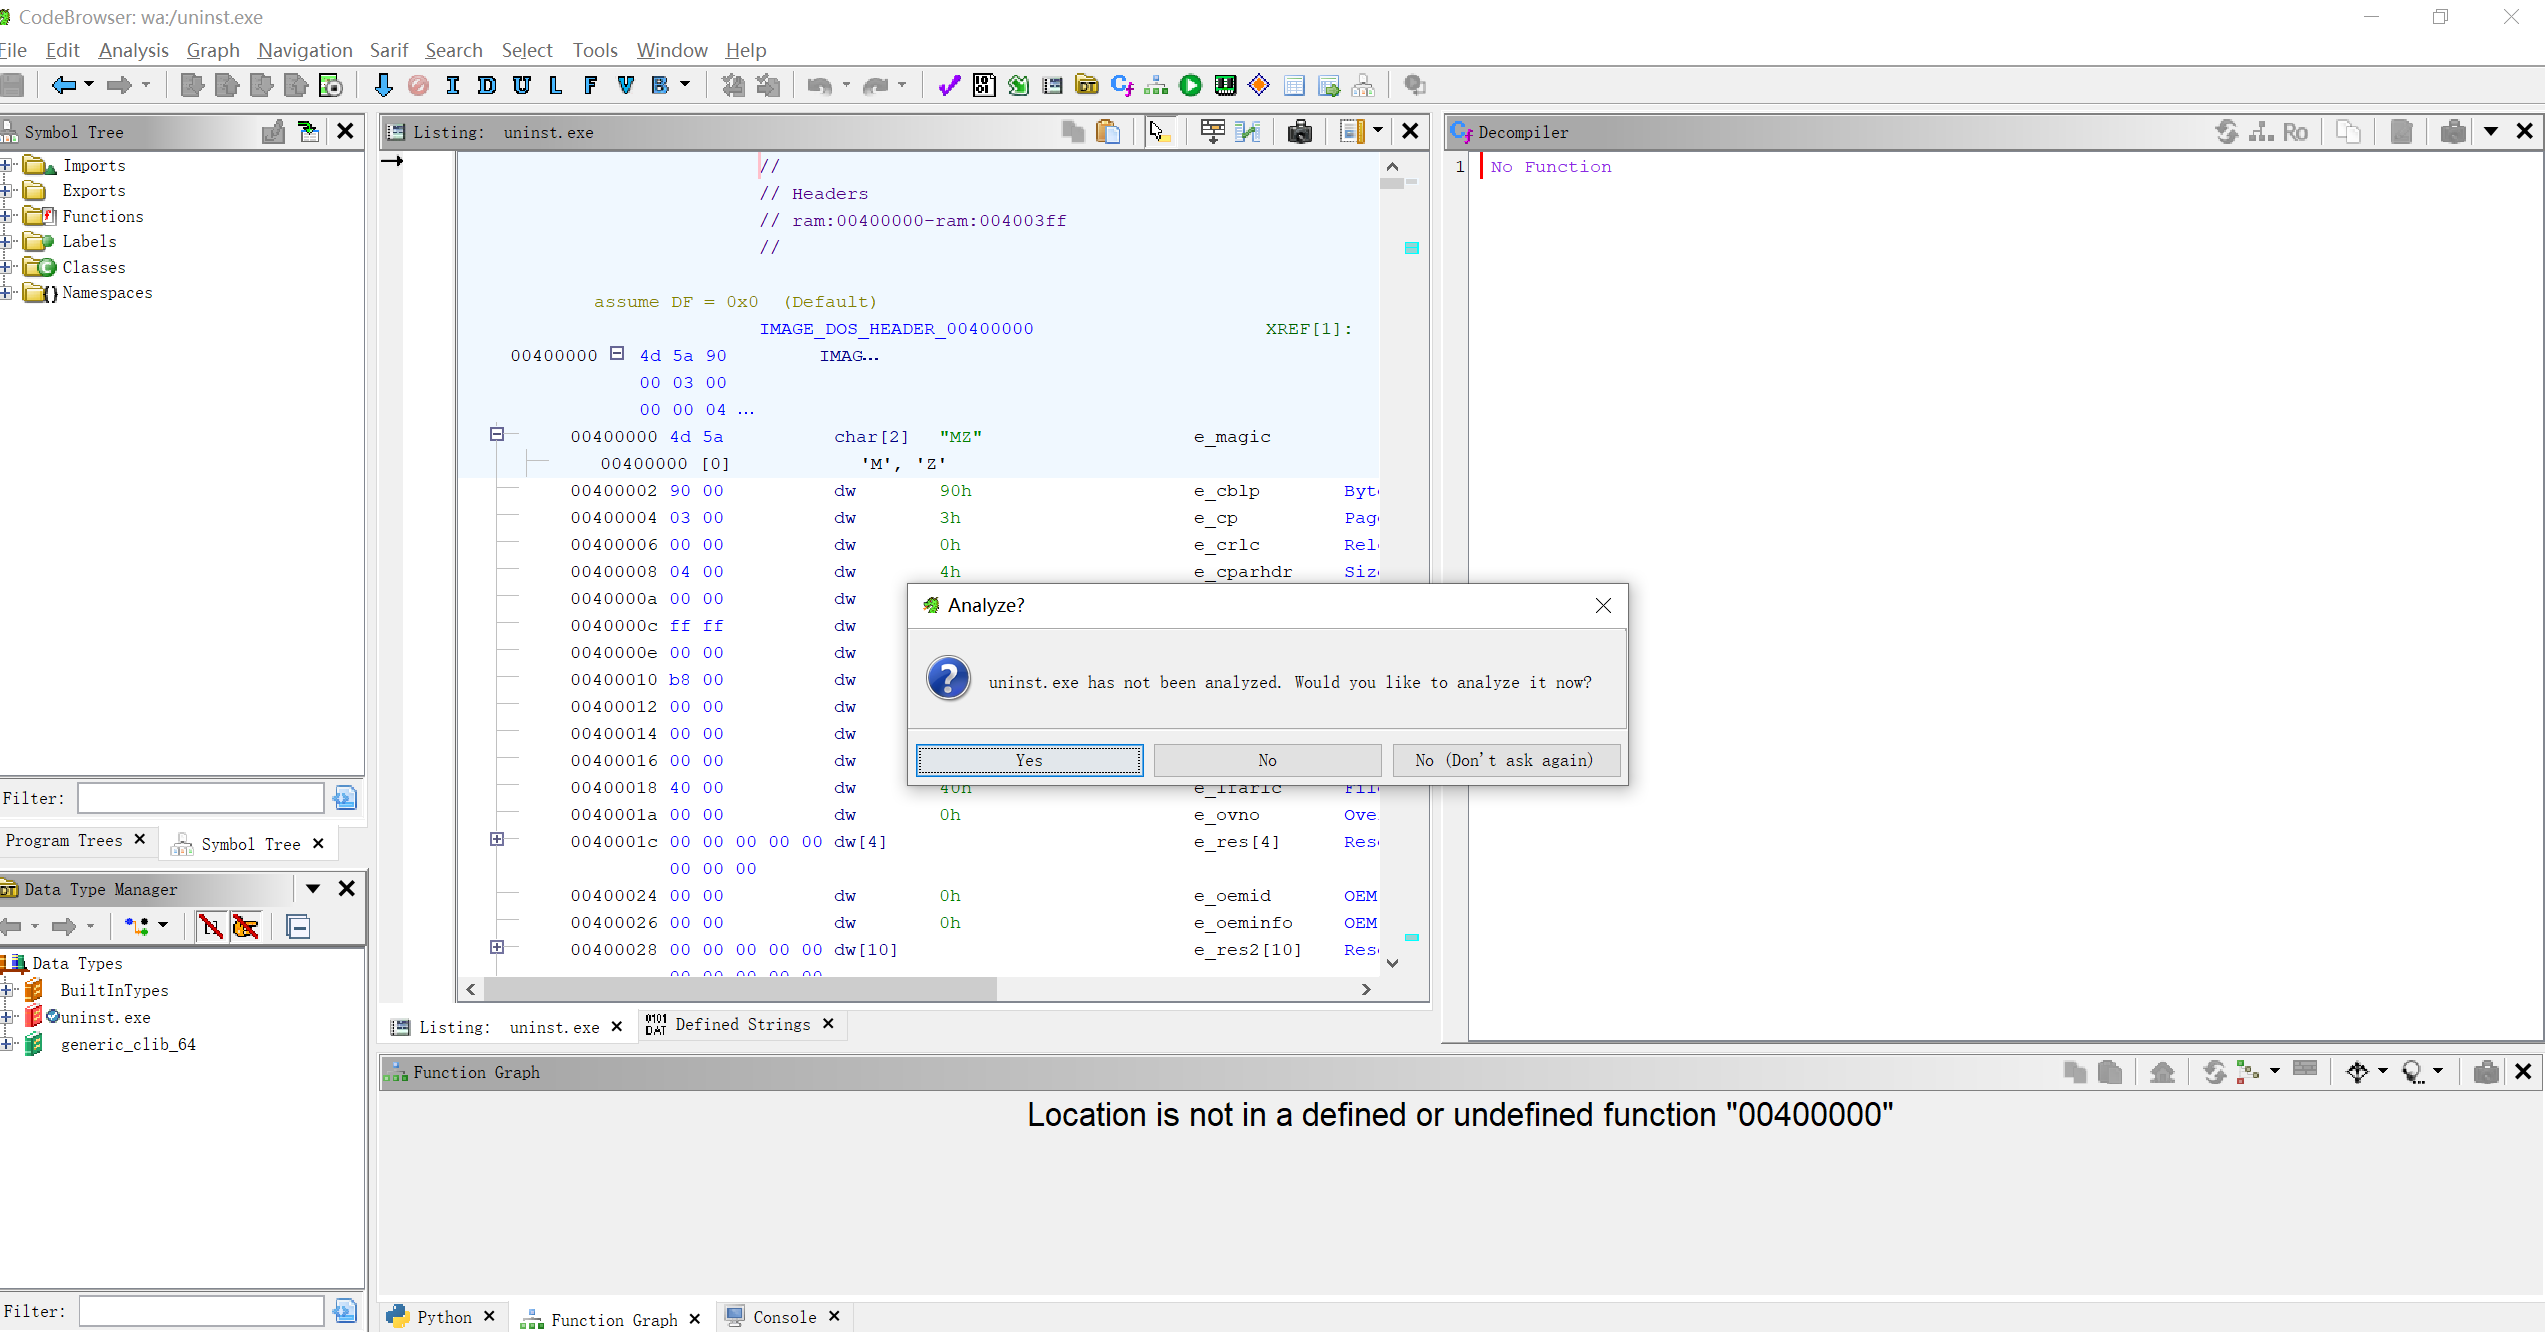 CodeBrowser: wa:/uninst.exe
File Edit Analysis Graph Navigation Sarif Search Select Tools Window Help
I D U L F V B
Symbol Tree
Imports
Exports
Functions
Labels
Classes
Namespaces
Filter:
Program Trees
Symbol Tree
Data Type Manager
Data Types
BuiltInTypes
uninst.exe
generic_clib_64
Filter:
Listing: uninst.exe
//
// Headers
// ram:00400000-ram:004003ff
//
assume DF = 0x0 (Default)
IMAGE_DOS_HEADER_00400000 XREF[1]:
00400000 4d 5a 90 IMAG...
00 03 00
00 00 04 ...
00400000 4d 5a char[2] "MZ" e_magic
00400000 [0] 'M', 'Z'
00400002 90 00 dw 90h e_cblp Byt
00400004 03 00 dw 3h e_cp Pag
00400006 00 00 dw 0h e_crlc Rel
00400008 04 00 dw 4h e_cparhdr Siz
0040000a 00 00 dw
0040000c ff ff dw
0040000e 00 00 dw
00400010 b8 00 dw
00400012 00 00 dw
00400014 00 00 dw
00400016 00 00 dw
00400018 40 00 dw 40h e_lfarlc Fil
0040001a 00 00 dw 0h e_ovno Ove
0040001c 00 00 00 00 00 dw[4] e_res[4] Res
00 00 00
00400024 00 00 dw 0h e_oemid OEM
00400026 00 00 dw 0h e_oeminfo OEM
00400028 00 00 00 00 00 dw[10] e_res2[10] Res
00 00 00 00 00
Listing: uninst.exe
Defined Strings
Decompiler
Ro
1 No Function
Analyze?
uninst.exe has not been analyzed. Would you like to analyze it now?
Yes
No
No (Don't ask again)
Function Graph
Location is not in a defined or undefined function "00400000"
Python
Function Graph
Console